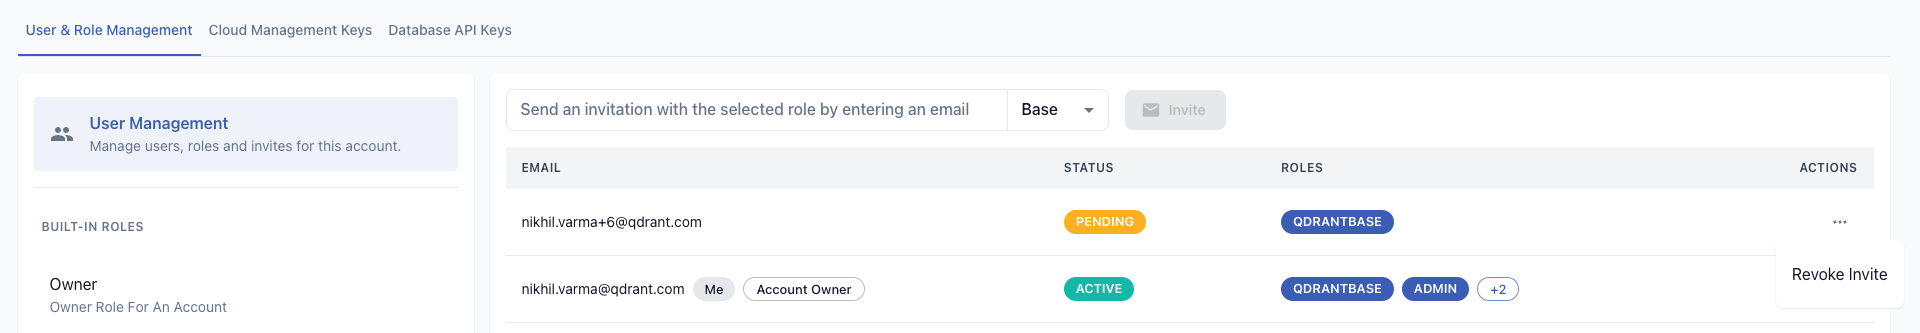 User & Role Management Cloud Management Keys Database API Keys
User Management
Manage users, roles and invites for this account.
BUILT-IN ROLES
Owner
Owner Role For An Account
Send an invitation with the selected role by entering an email Base Invite
EMAIL STATUS ROLES ACTIONS
nikhil.varma+6@qdrant.com PENDING QDRANTBASE ...
Revoke Invite
nikhil.varma@qdrant.com Me Account Owner ACTIVE QDRANTBASE ADMIN +2